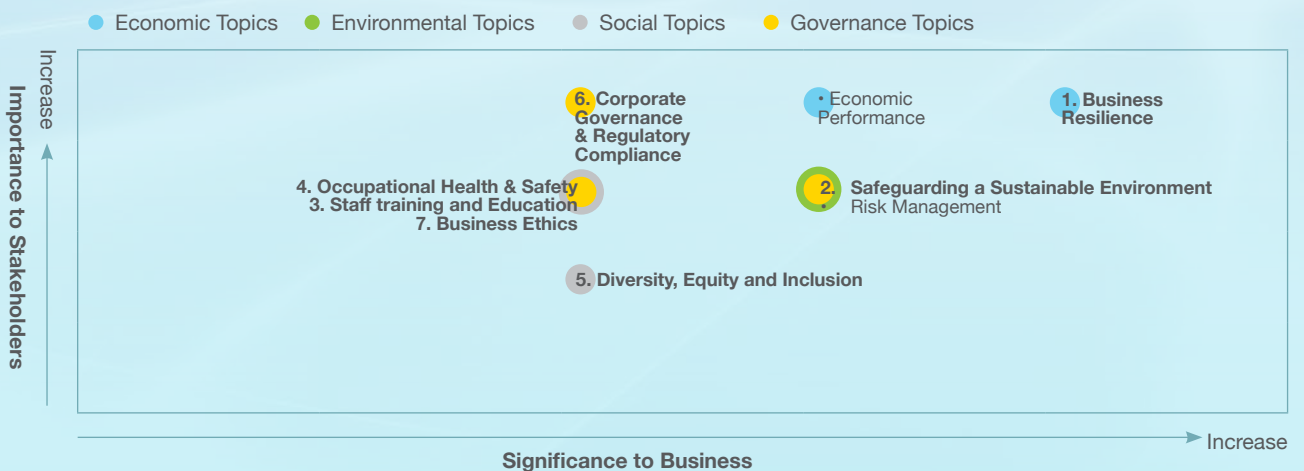 Economic Topics Environmental Topics Social Topics Governance Topics
Increase
Importance to Stakeholders
6. Corporate
Governance
& Regulatory
Compliance
• Economic
Performance
1. Business
Resilience
4. Occupational Health & Safety
3. Staff training and Education
7. Business Ethics
2. Safeguarding a Sustainable Environment
• Risk Management
5. Diversity, Equity and Inclusion
Increase
Significance to Business